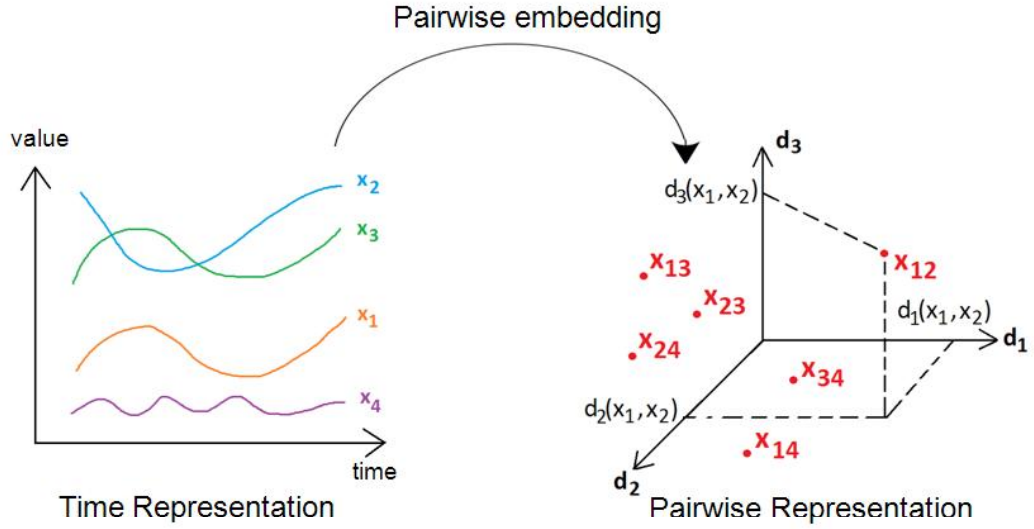 Pairwise embedding
value
x₂
x₃
x₁
x₄
time
Time Representation
d₃
d₃(x₁,x₂)
x₁₂
x₁₃
x₂₃
d₁(x₁,x₂)
d₁
x₂₄
x₃₄
d₂(x₁,x₂)
x₁₄
d₂
Pairwise Representation